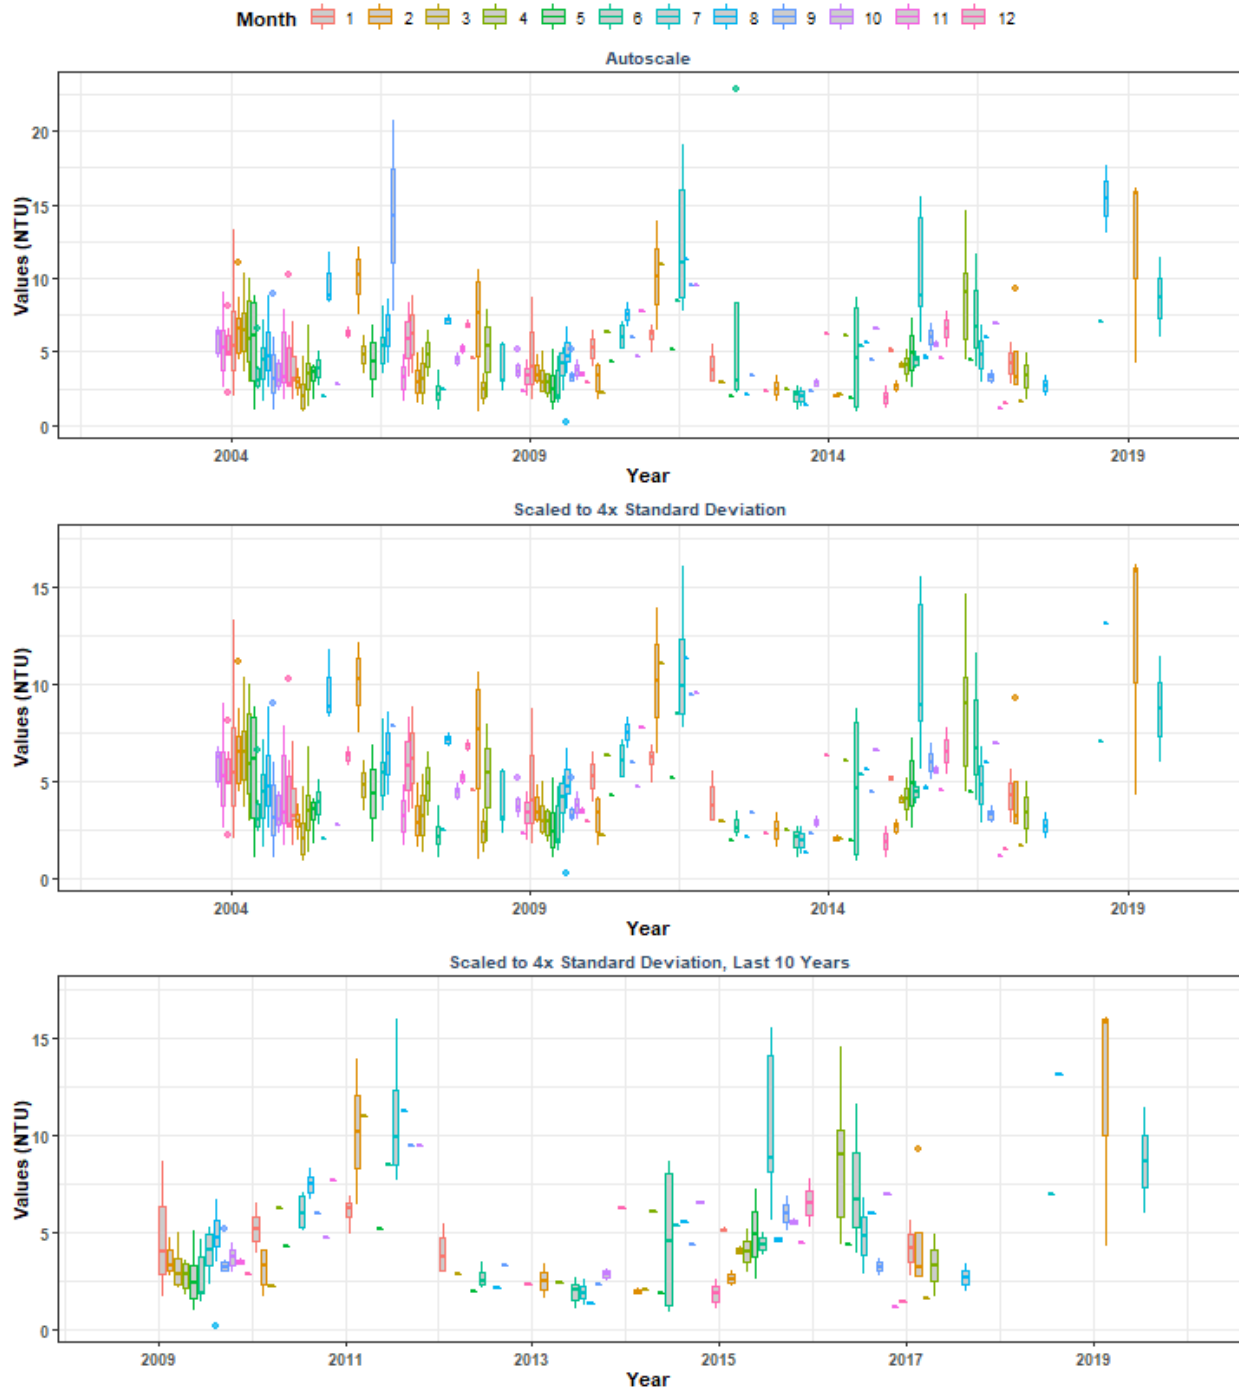 Month 1 2 3 4 5 6 7 8 9 10 11 12
Autoscale
Values (NTU)
20
15
10
5
0
2004 2009 2014 2019
Year
Scaled to 4x Standard Deviation
Values (NTU)
15
10
5
0
2004 2009 2014 2019
Year
Scaled to 4x Standard Deviation, Last 10 Years
Values (NTU)
15
10
5
0
2009 2011 2013 2015 2017 2019
Year